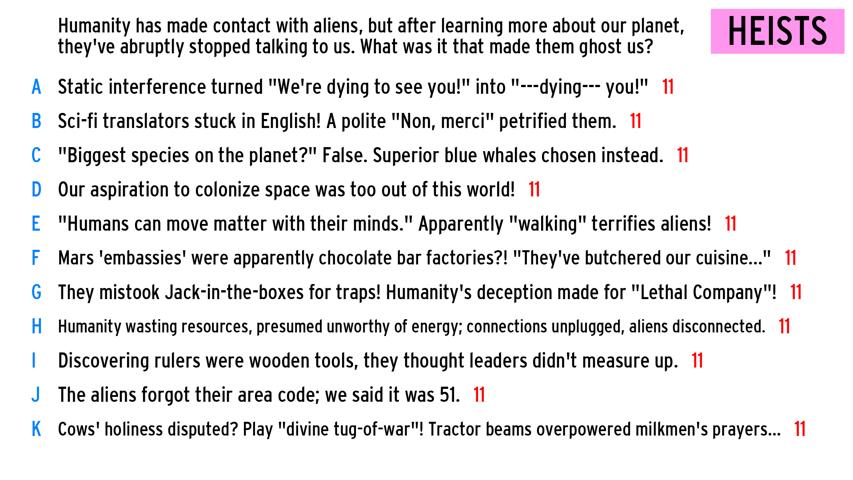 Humanity has made contact with aliens, but after learning more about our planet,
they've abruptly stopped talking to us. What was it that made them ghost us?
HEISTS
A Static interference turned "We're dying to see you!" into "---dying--- you!" 11
B Sci-fi translators stuck in English! A polite "Non, merci" petrified them. 11
C "Biggest species on the planet?" False. Superior blue whales chosen instead. 11
D Our aspiration to colonize space was too out of this world! 11
E "Humans can move matter with their minds." Apparently "walking" terrifies aliens! 11
F Mars 'embassies' were apparently chocolate bar factories?! "They've butchered our cuisine..." 11
G They mistook Jack-in-the-boxes for traps! Humanity's deception made for "Lethal Company"! 11
H Humanity wasting resources, presumed unworthy of energy; connections unplugged, aliens disconnected. 11
I Discovering rulers were wooden tools, they thought leaders didn't measure up. 11
J The aliens forgot their area code; we said it was 51. 11
K Cows' holiness disputed? Play "divine tug-of-war"! Tractor beams overpowered milkmen's prayers... 11